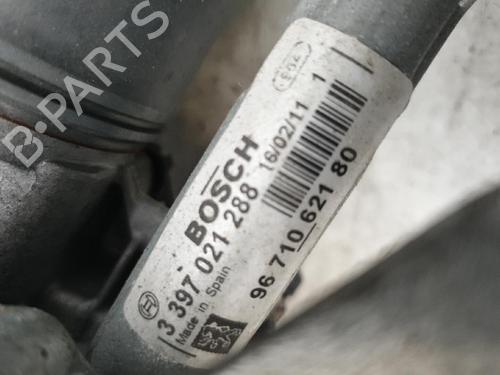 BOSCH
3 397 021 288 16/02/11 1
Made in Spain
96 710 621 80
B-PARTS